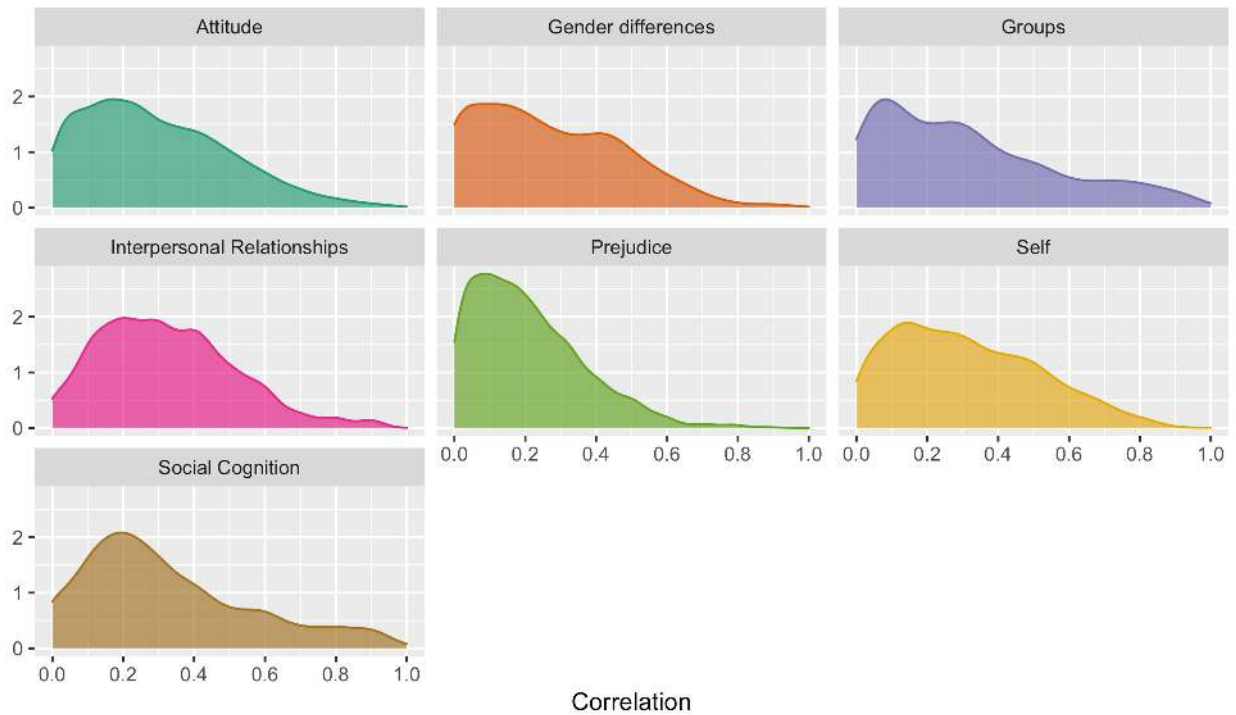 Attitude
Gender differences
Groups
2
1
0
Interpersonal Relationships
Prejudice
Self
2
1
0
0.0 0.2 0.4 0.6 0.8 1.0
0.0 0.2 0.4 0.6 0.8 1.0
Social Cognition
2
1
0
0.0 0.2 0.4 0.6 0.8 1.0
Correlation